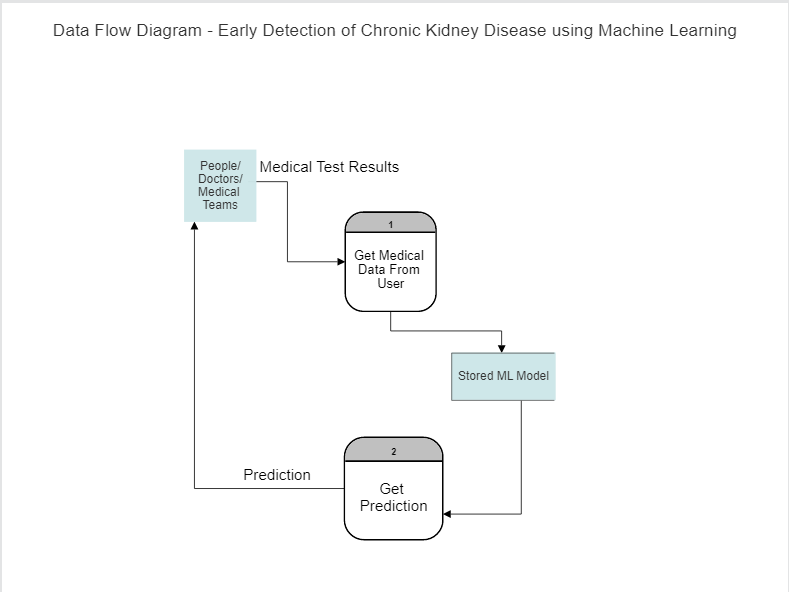 Data Flow Diagram - Early Detection of Chronic Kidney Disease using Machine Learning
People/
Doctors/
Medical
Teams
Medical Test Results
1
Get Medical
Data From
User
Stored ML Model
2
Get
Prediction
Prediction